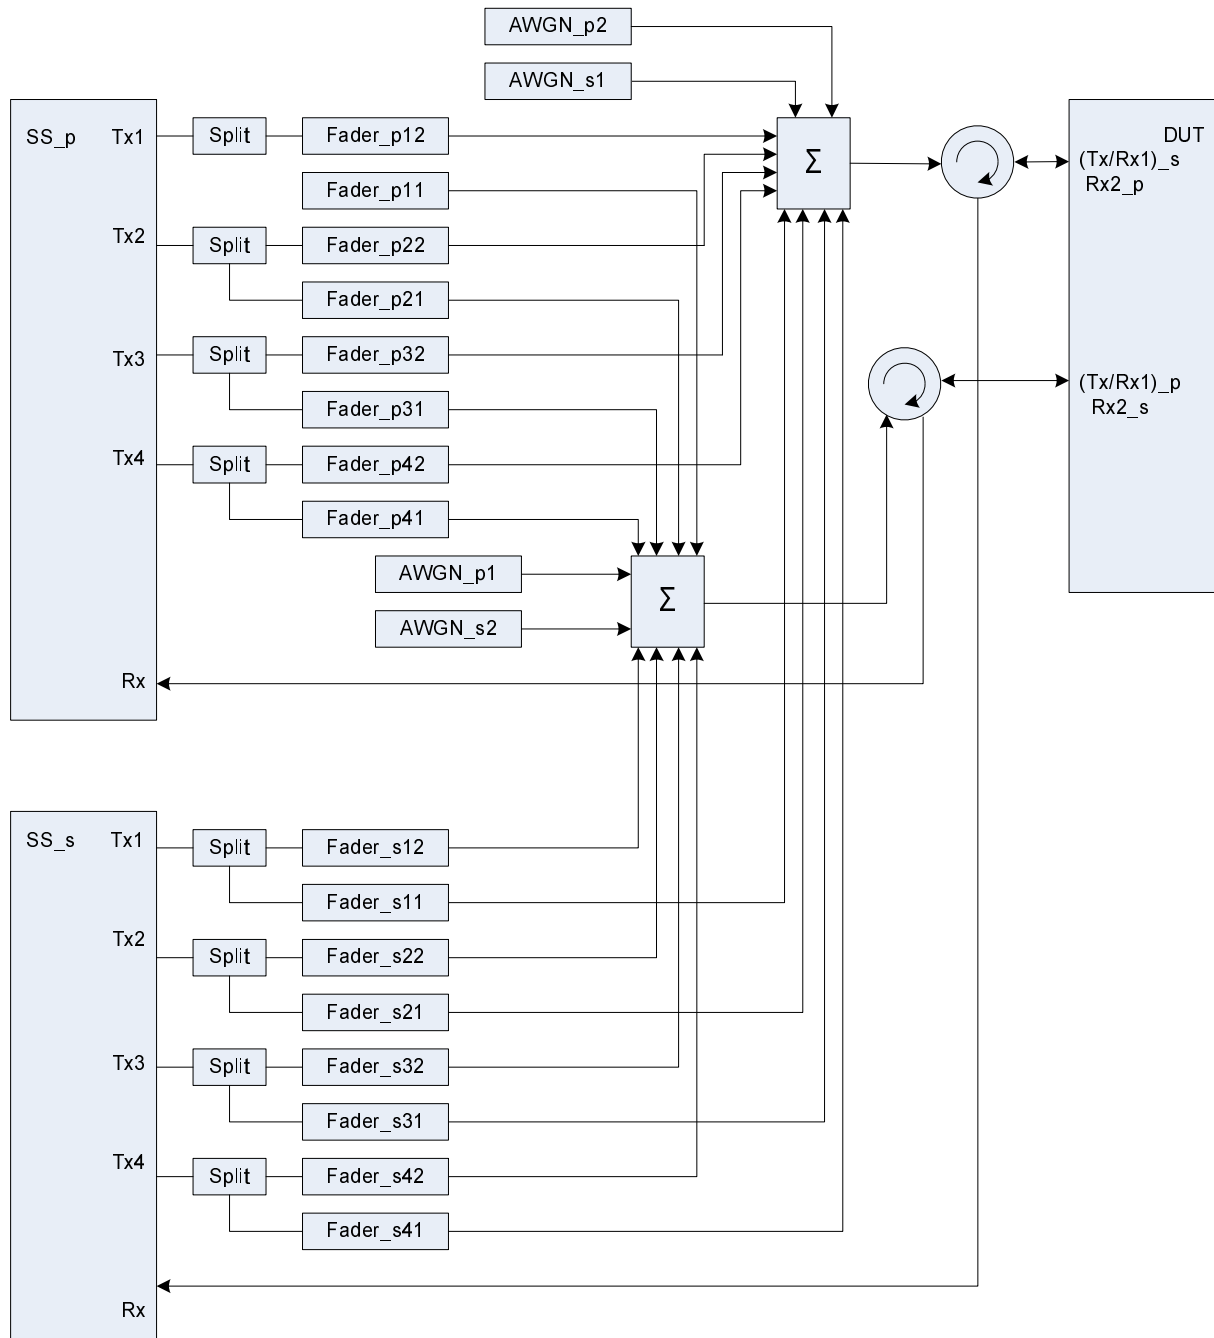 AWGN_p2
AWGN_s1
SS_p
Tx1
Split
Fader_p12
Σ
DUT
(Tx/Rx1)_s
Rx2_p
Fader_p11
Tx2
Split
Fader_p22
Fader_p21
Tx3
Split
Fader_p32
(Tx/Rx1)_p
Rx2_s
Fader_p31
Tx4
Split
Fader_p42
Fader_p41
AWGN_p1
Σ
AWGN_s2
Rx
SS_s
Tx1
Split
Fader_s12
Fader_s11
Tx2
Split
Fader_s22
Fader_s21
Tx3
Split
Fader_s32
Fader_s31
Tx4
Split
Fader_s42
Fader_s41
Rx